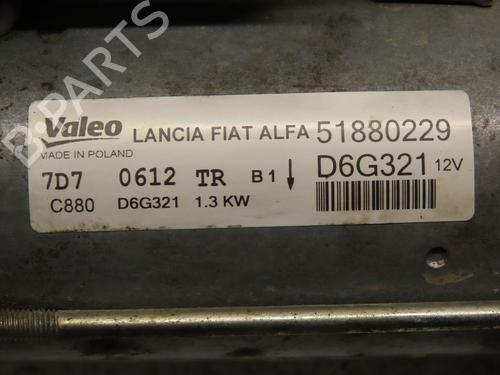 Valeo LANCIA FIAT ALFA 51880229
MADE IN POLAND
D6G321 12V
7D7 0612 TR B1
C880 D6G321 1.3 KW
B-PARTS